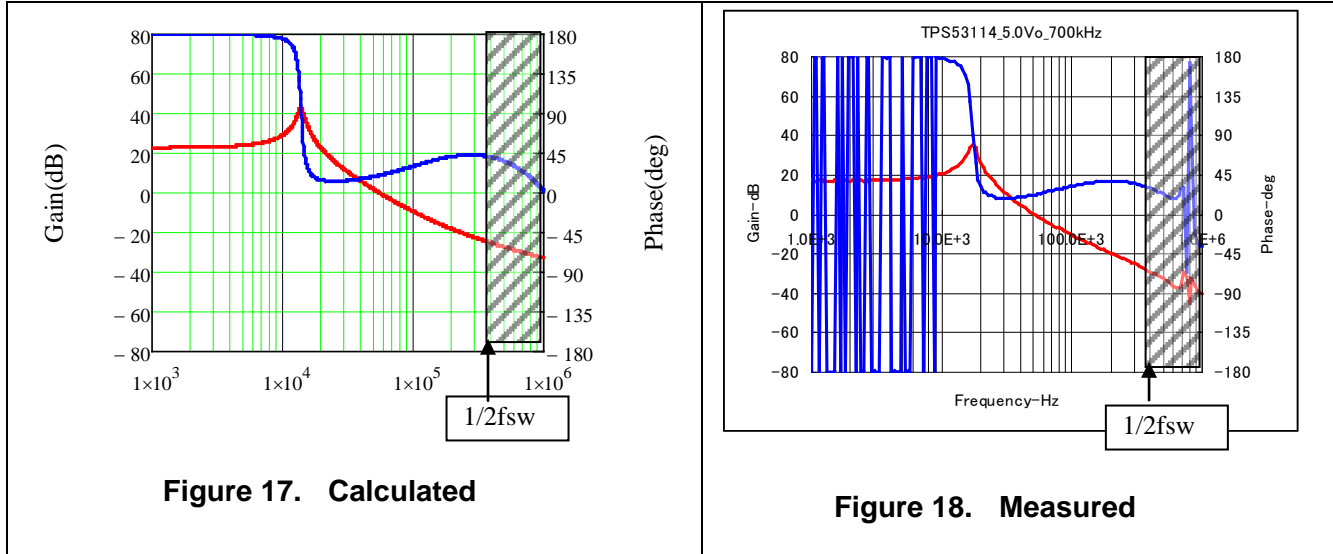 80
60
40
20
0
– 20
– 40
– 60
– 80
Gain(dB)
180
135
90
45
0
– 45
– 90
– 135
– 180
Phase(deg)
1×10³
1×10⁴
1×10⁵
1×10⁶
1/2fsw
Figure 17. Calculated
TPS53114_5.0Vo_700kHz
80
60
40
20
0
-20
-40
-60
-80
Gain-dB
1.0E+3
10.0E+3
100.0E+3
0E+6
180
135
90
45
0
-45
-90
-135
-180
Phase-deg
Frequency-Hz
1/2fsw
Figure 18. Measured